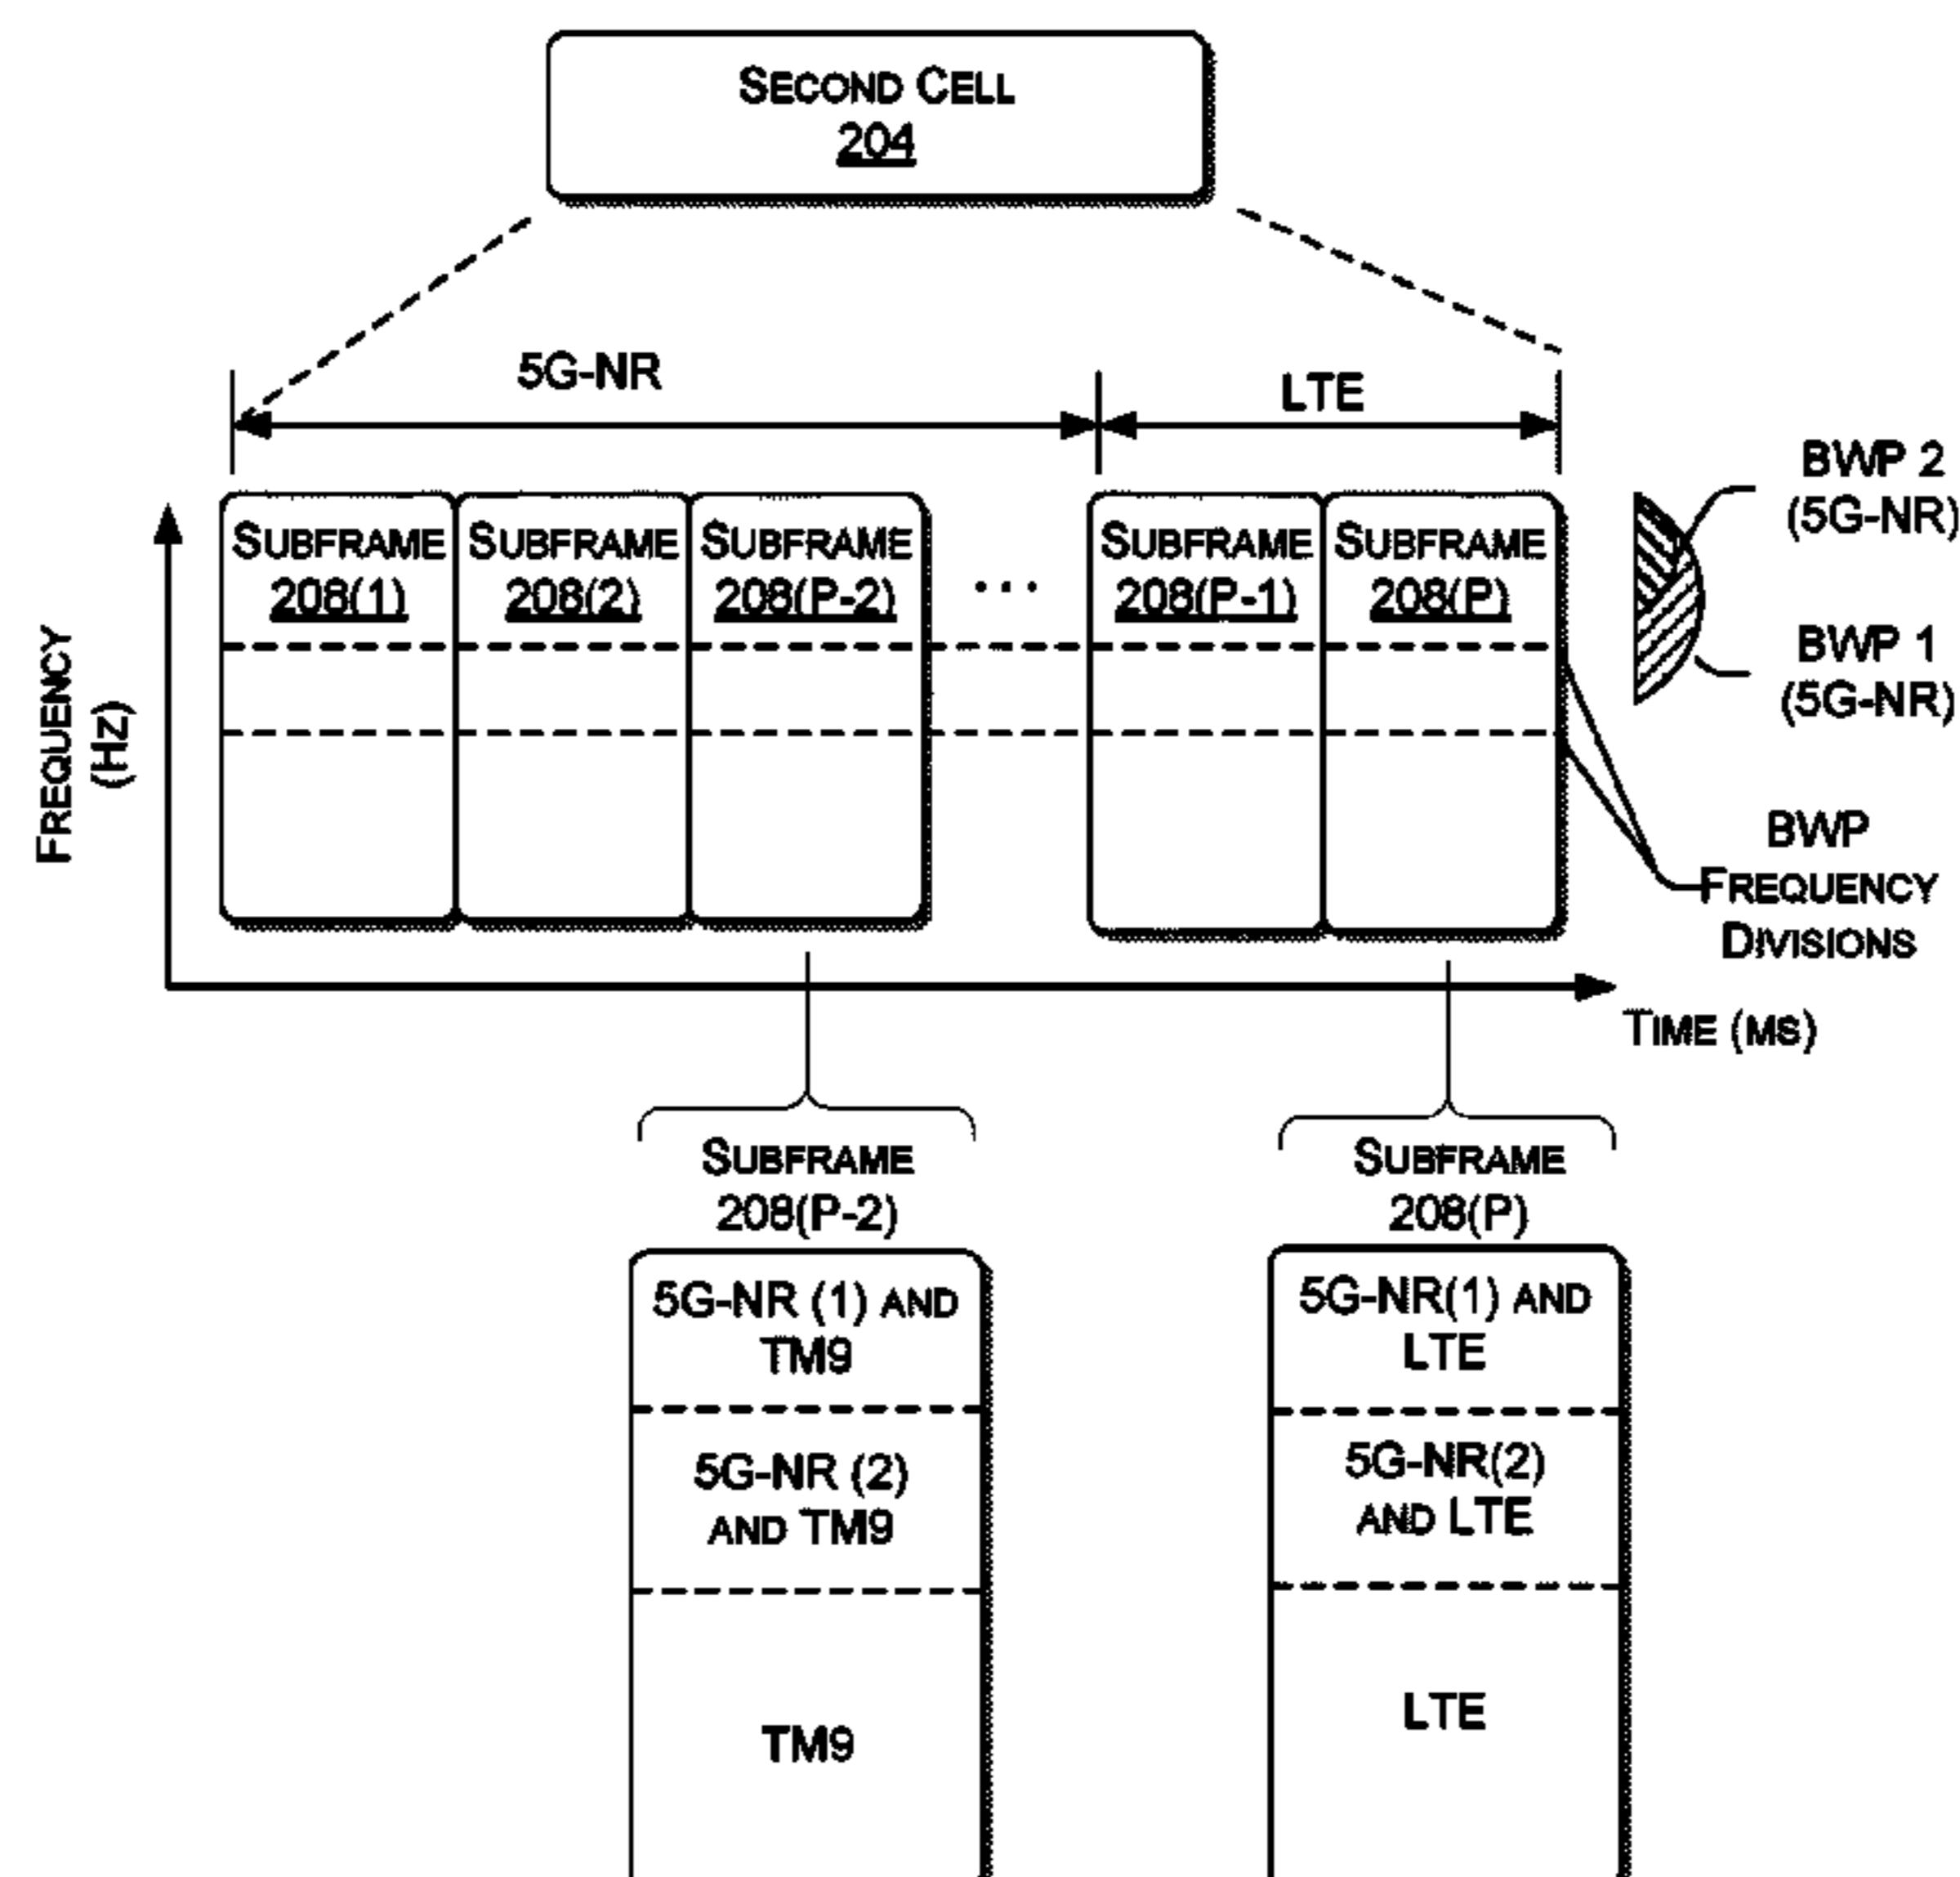 SECOND CELL
204
5G-NR
LTE
BWP 2
(5G-NR)
SUBFRAME
208(1)
SUBFRAME
208(2)
SUBFRAME
208(P-2)
...
SUBFRAME
208(P-1)
SUBFRAME
208(P)
BWP 1
(5G-NR)
FREQUENCY
(HZ)
BWP
FREQUENCY
DIVISIONS
TIME (MS)
SUBFRAME
208(P-2)
SUBFRAME
208(P)
5G-NR (1) AND
TM9
5G-NR (2)
AND TM9
TM9
5G-NR(1) AND
LTE
5G-NR(2)
AND LTE
LTE